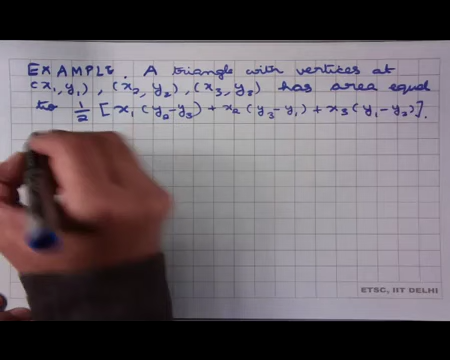 EXAMPLE. A triangle with vertices at
(x₁,y₁), (x₂,y₂), (x₃,y₃) has area equal
to 1/2 [x₁(y₂-y₃) + x₂(y₃-y₁) + x₃(y₁-y₂)].
ETSC, IIT DELHI